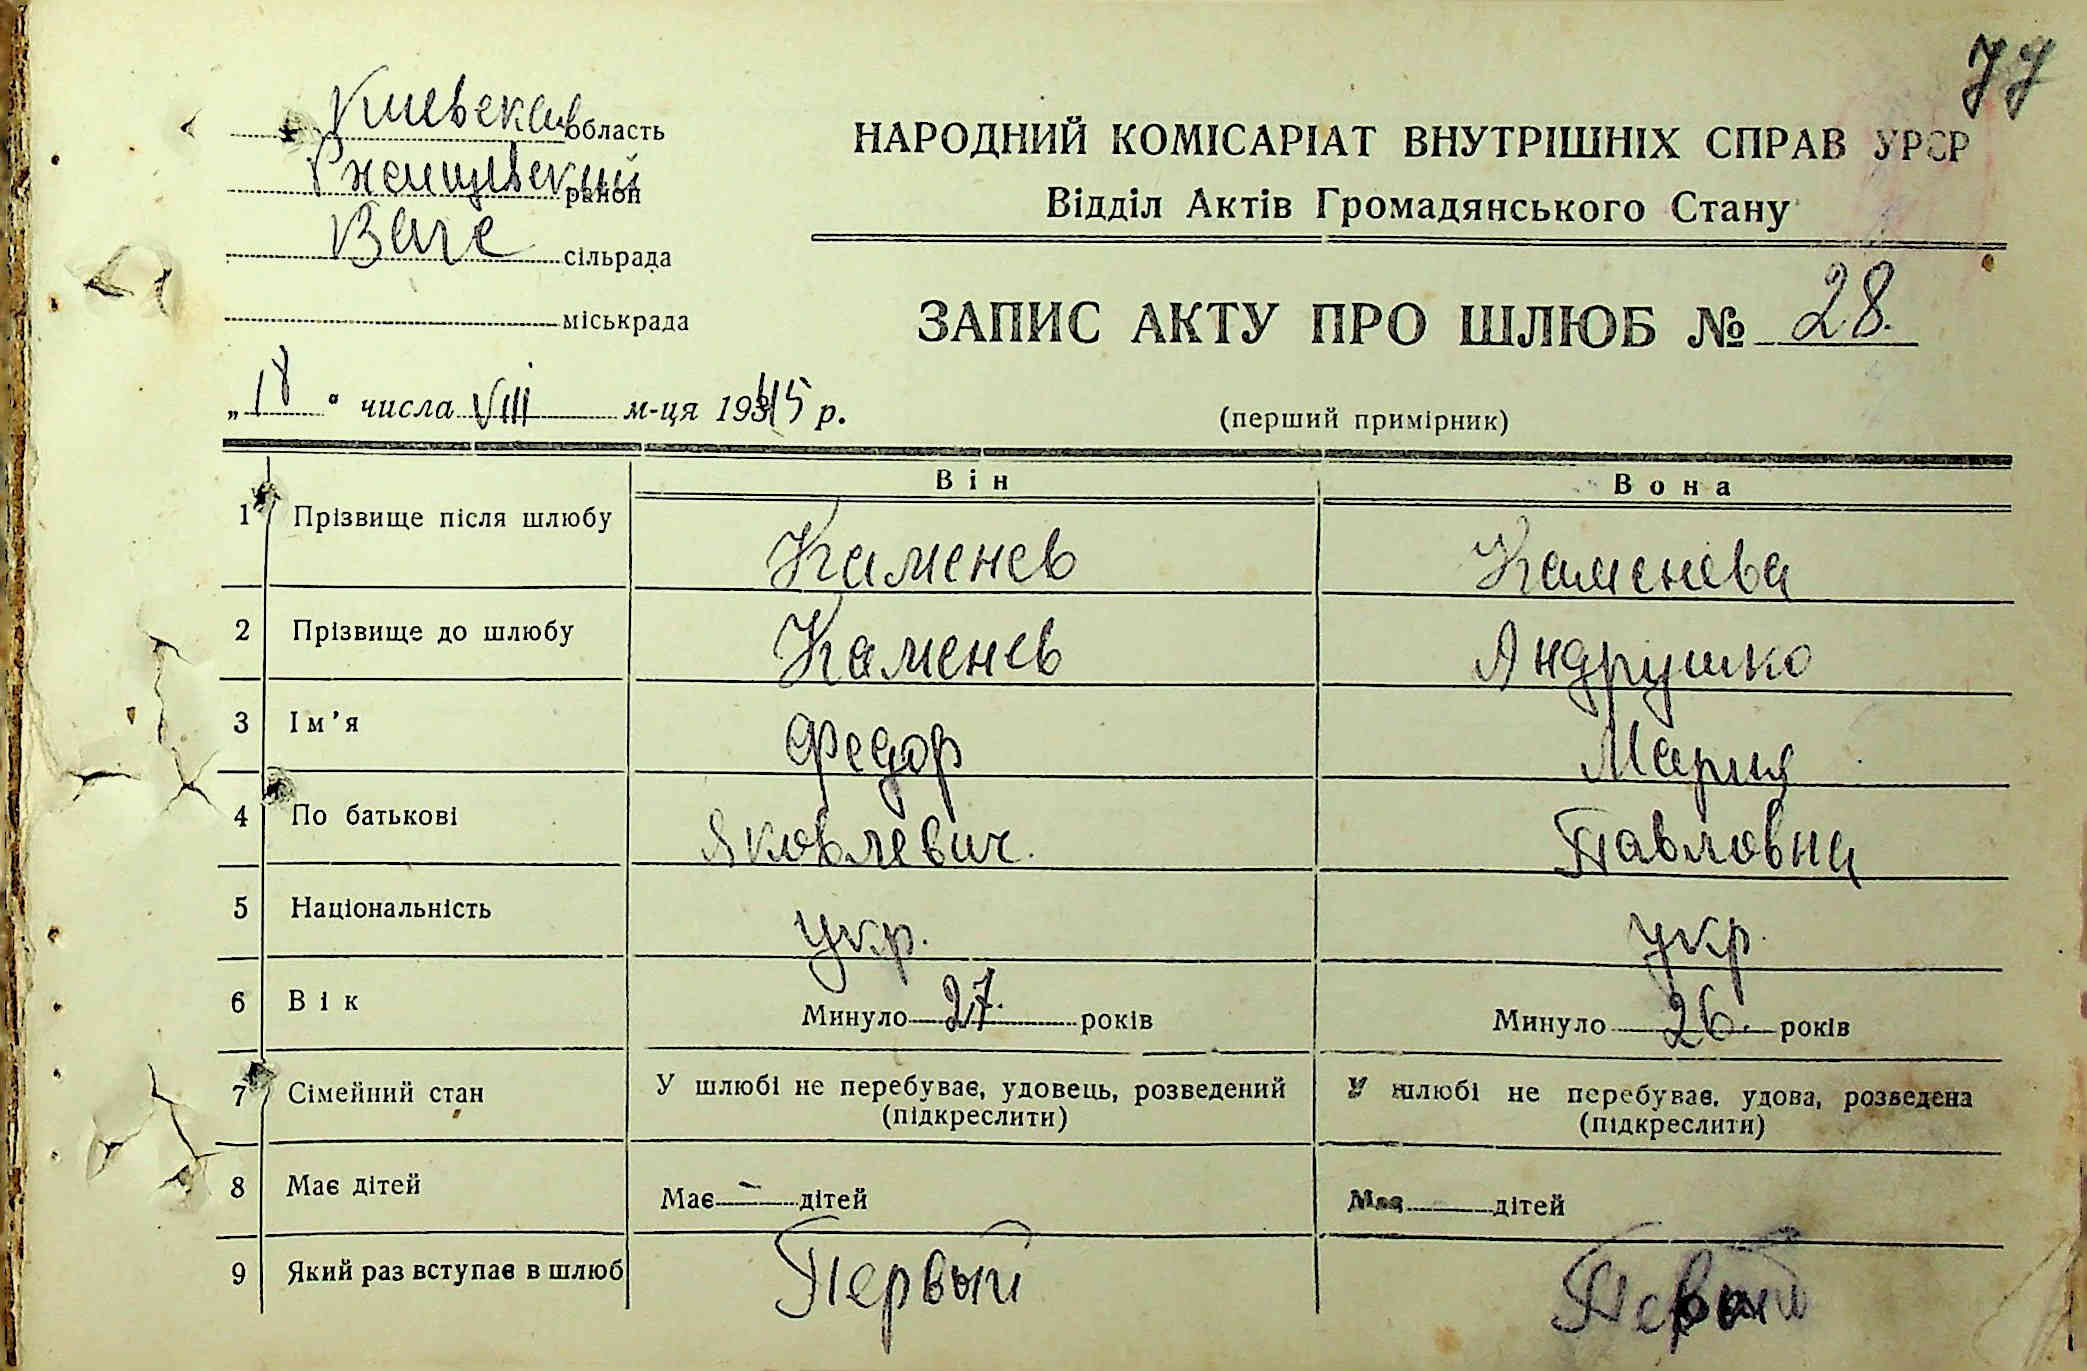 77
Киевская область
Ржищевский район
сільрада
міськрада
НАРОДНИЙ КОМІСАРІАТ ВНУТРІШНІХ СПРАВ УРСР
Відділ Актів Громадянського Стану
ЗАПИС АКТУ ПРО ШЛЮБ № 28.
„18“ числа VIII м-ця 1945 р.
(перший примірник)
Він Вона
1 Прізвище після шлюбу Каменев Каменева
2 Прізвище до шлюбу Каменев Андрушко
3 Ім’я Федор Мария
4 По батькові Яковлевич. Павловна
5 Національність укр. укр.
6 Вік Минуло 27. років Минуло 26. років
7 Сімейний стан У шлюбі не перебуває, удовець, розведений У шлюбі не перебуває, удова, розведена
(підкреслити) (підкреслити)
8 Має дітей Має — дітей Має дітей
9 Який раз вступає в шлюб Первый Первый